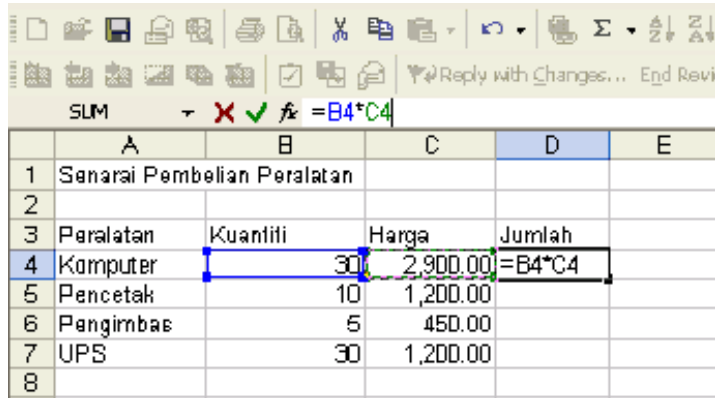 Reply with Changes... End Revi
SUM =B4*C4
A B C D E
1 Senarai Pembelian Peralatan
2
3 Peralatan Kuantiti Harga Jumlah
4 Komputer 30 2,900.00 =B4*C4
5 Pencetak 10 1,200.00
6 Pengimbas 5 450.00
7 UPS 30 1,200.00
8